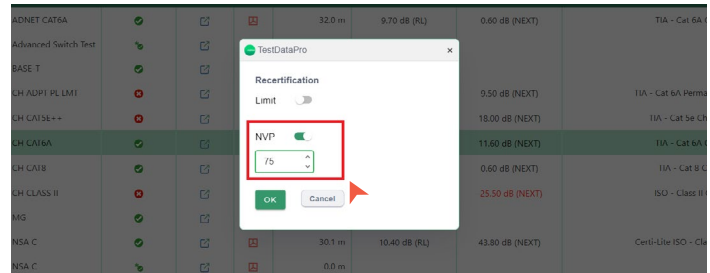 ADNET CAT6A 32.0 m 9.70 dB (RL) 0.60 dB (NEXT) TIA - Cat 6A C
Advanced Switch Test
TestDataPro ×
BASE-T
Recertification
CH ADPT PL LMT 9.50 dB (NEXT) TIA - Cat 6A Perma
Limit
CH CAT5E++ 18.00 dB (NEXT) TIA - Cat 5e Ch
NVP
CH CAT6A 11.60 dB (NEXT) TIA - Cat 6A C
75
CH CAT8 0.60 dB (NEXT) TIA - Cat 8 C
CH CLASS II 25.50 dB (NEXT) ISO - Class II C
OK Cancel
MG
NSA C 30.1 m 10.40 dB (RL) 43.80 dB (NEXT) Certi-Lite ISO - Cla
NSA C 0.0 m